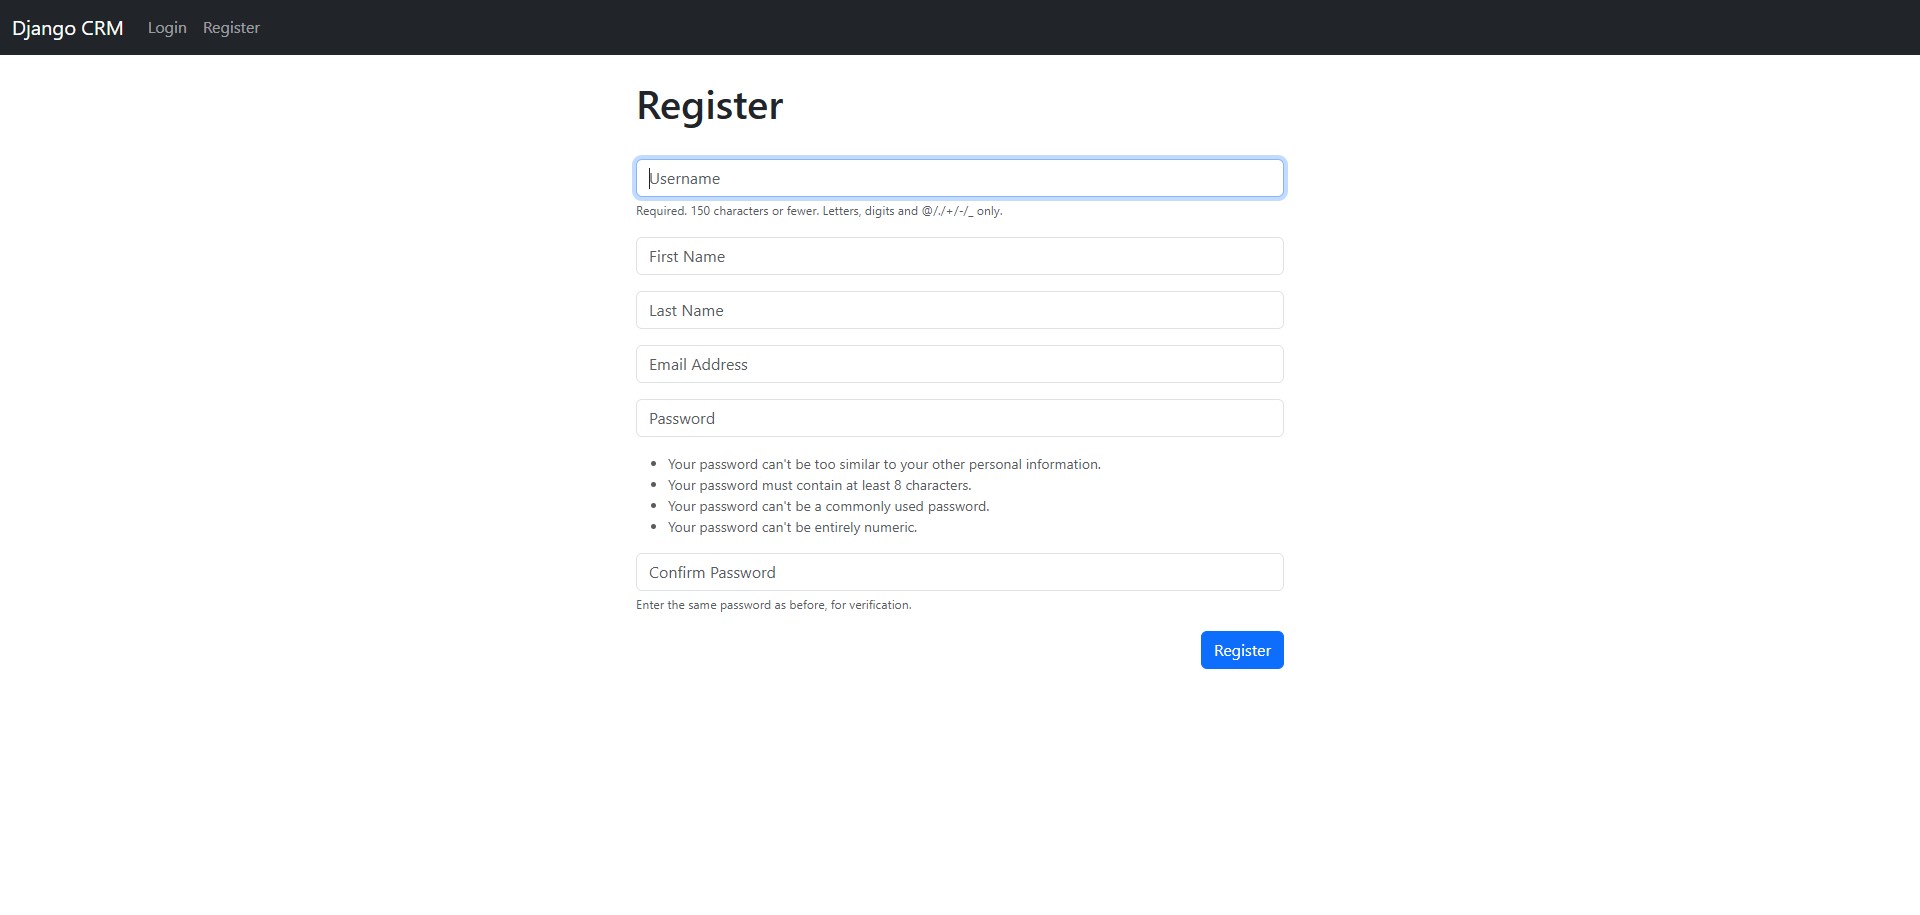 Django CRM Login Register
Register
Username
Required. 150 characters or fewer. Letters, digits and @/./+/-/_ only.
First Name
Last Name
Email Address
Password
• Your password can't be too similar to your other personal information.
• Your password must contain at least 8 characters.
• Your password can't be a commonly used password.
• Your password can't be entirely numeric.
Confirm Password
Enter the same password as before, for verification.
Register